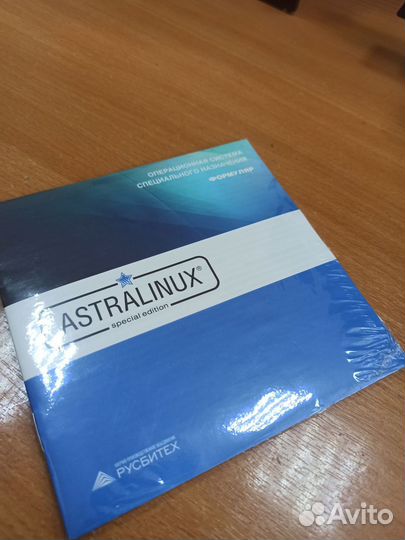 ОПЕРАЦИОННАЯ СИСТЕМА
СПЕЦИАЛЬНОГО НАЗНАЧЕНИЯ
ФОРМУЛЯР
ASTRALINUX®
special edition
РУСБИТЕХ
Avito